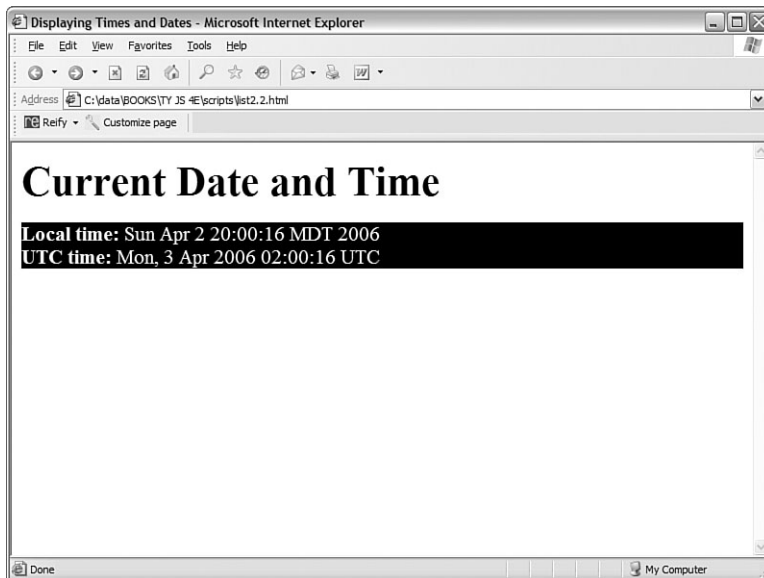 Displaying Times and Dates - Microsoft Internet Explorer
File Edit View Favorites Tools Help
Address C:\data\BOOKS\TY JS 4E\scripts\list2.2.html
Reify Customize page
Current Date and Time
Local time: Sun Apr 2 20:00:16 MDT 2006
UTC time: Mon, 3 Apr 2006 02:00:16 UTC
Done My Computer